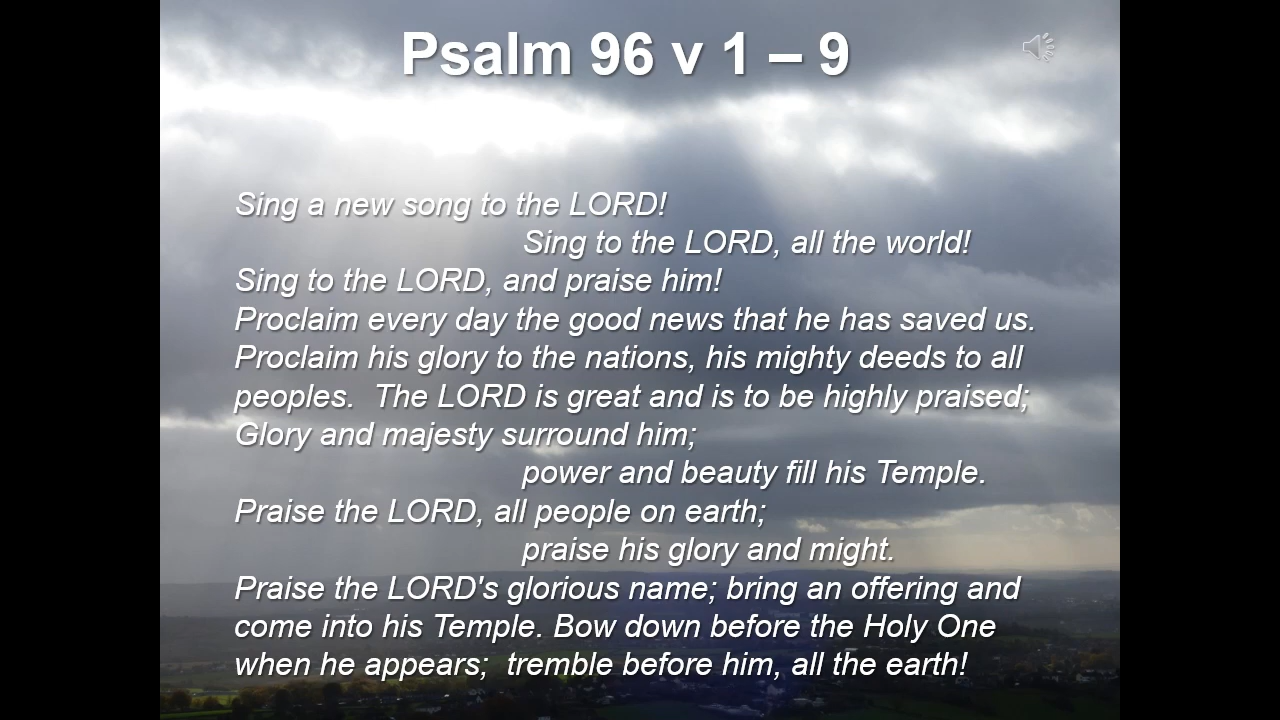 Psalm 96 v 1 – 9
Sing a new song to the LORD!
Sing to the LORD, all the world!
Sing to the LORD, and praise him!
Proclaim every day the good news that he has saved us.
Proclaim his glory to the nations, his mighty deeds to all
peoples.  The LORD is great and is to be highly praised;
Glory and majesty surround him;
power and beauty fill his Temple.
Praise the LORD, all people on earth;
praise his glory and might.
Praise the LORD's glorious name; bring an offering and
come into his Temple. Bow down before the Holy One
when he appears;  tremble before him, all the earth!